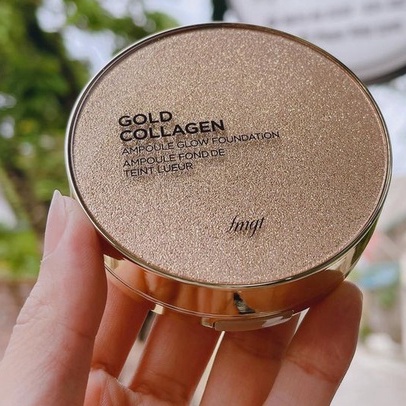 GOLD
COLLAGEN
AMPOULE GLOW FOUNDATION
AMPOULE FOND DE
TEINT LUEUR
fmgt